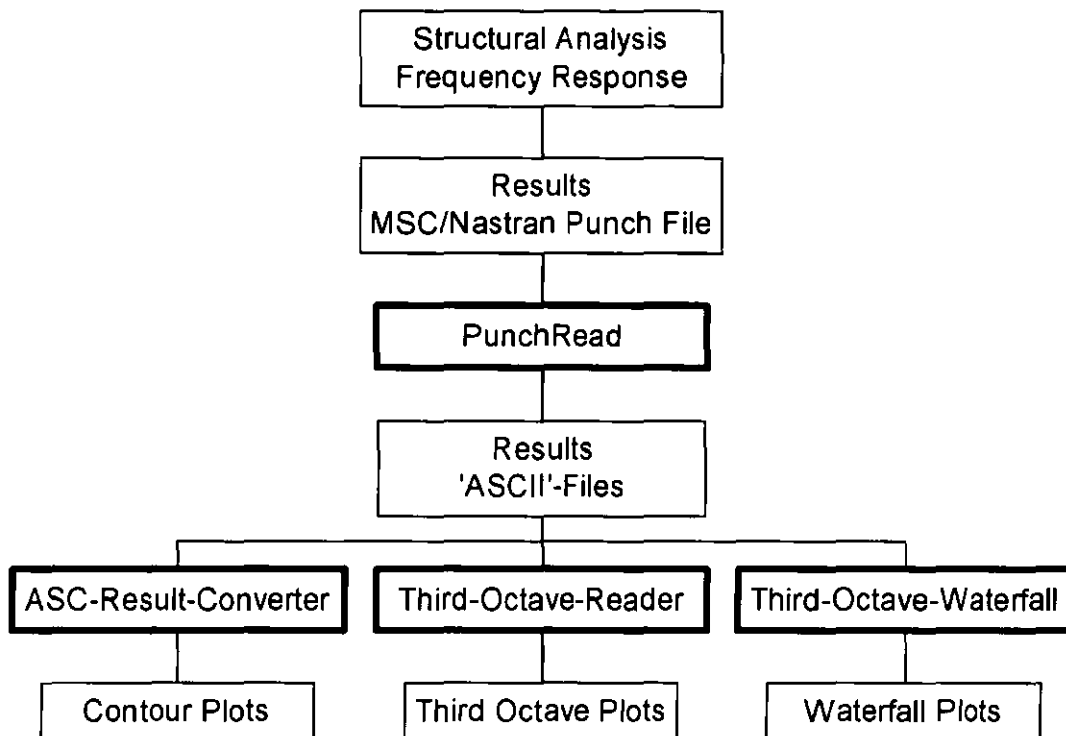 Structural Analysis
Frequency Response
Results
MSC/Nastran Punch File
PunchRead
Results
'ASCII'-Files
ASC-Result-Converter
Third-Octave-Reader
Third-Octave-Waterfall
Contour Plots
Third Octave Plots
Waterfall Plots